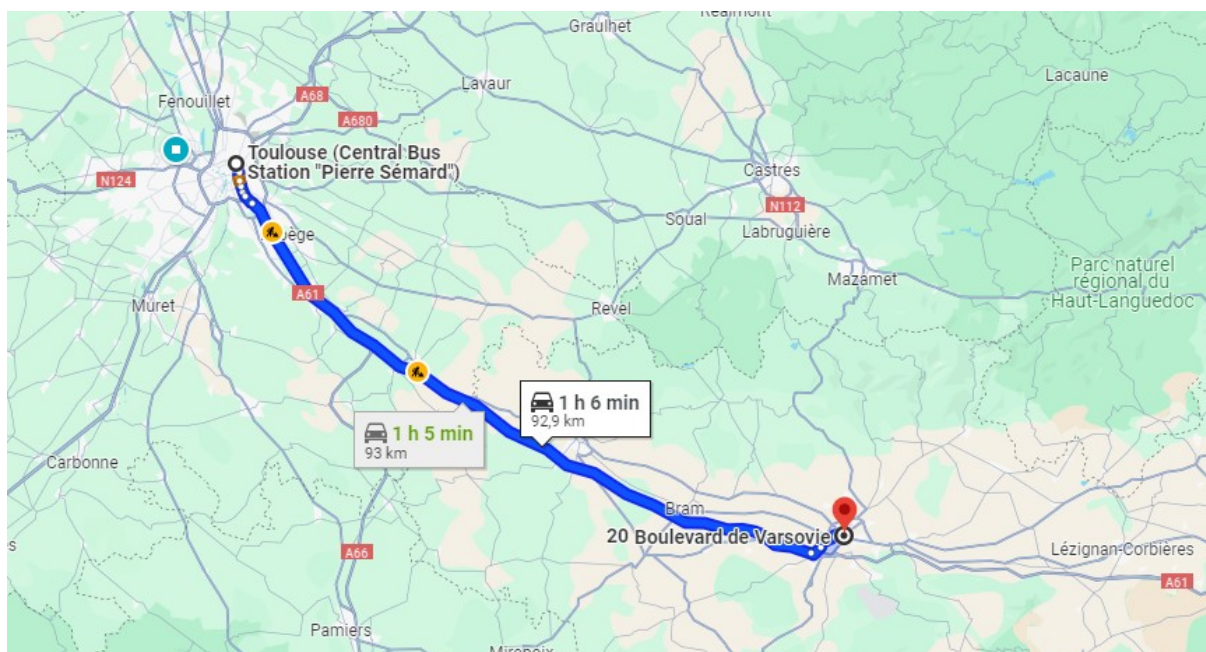 Réalmont
Graulhet
Lacaune
Lavaur
A68
Fenouillet
A680
Toulouse (Central Bus
Station "Pierre Sémard")
N124
Castres
N112
Soual
Labruguière
Mazamet
Parc naturel
régional du
Haut-Languedoc
A61
Muret
Revel
1 h 6 min
92,9 km
1 h 5 min
93 km
Carbonne
Bram
20 Boulevard de Varsovie
A66
Lézignan-Corbières
A61
Pamiers
Mirepoix